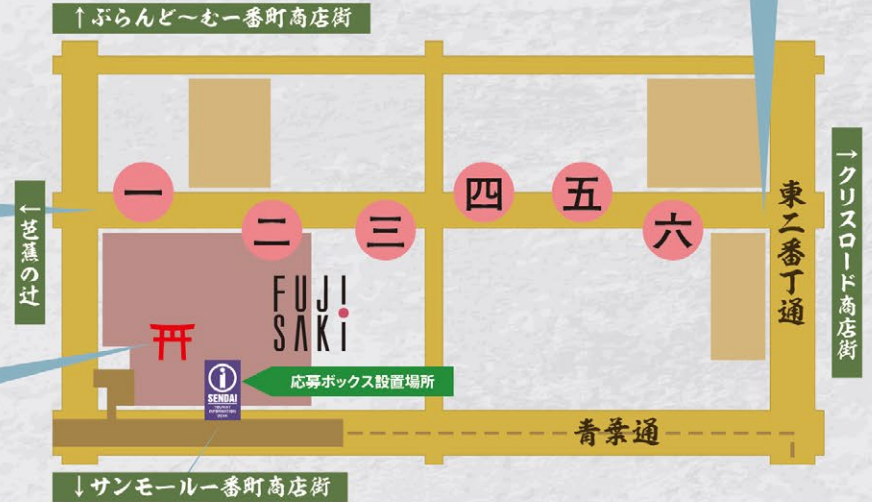 ↑ぶらんど〜む一番町商店街
一
二
三
四
五
六
←芭蕉の辻
東二番丁通
→クリスロード商店街
FUJI
SAKi
i
SENDAI
TOURIST
INFORMATION
DESK
応募ボックス設置場所
青葉通
↓サンモール一番町商店街